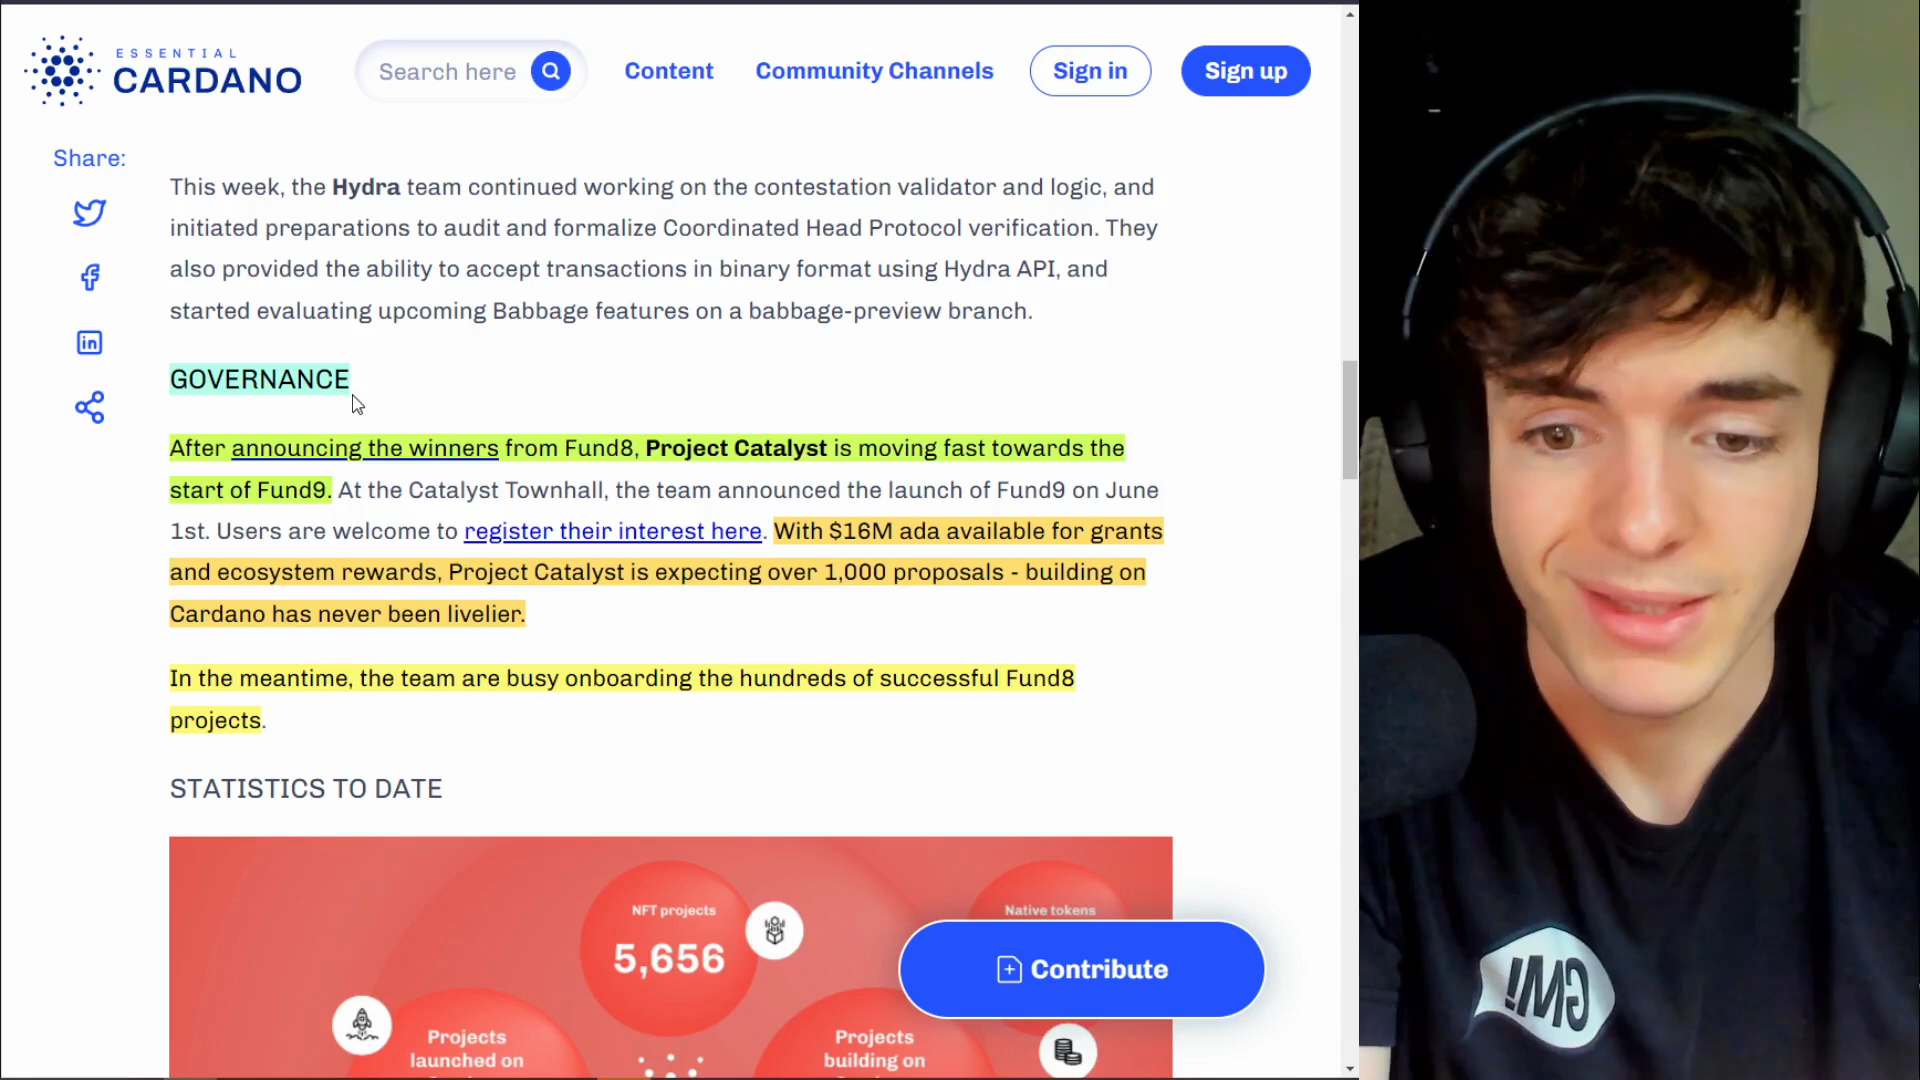 ESSENTIAL
CARDANO
Search here
Content
Community Channels
Sign in
Sign up
Share:
This week, the Hydra team continued working on the contestation validator and logic, and
initiated preparations to audit and formalize Coordinated Head Protocol verification. They
also provided the ability to accept transactions in binary format using Hydra API, and
started evaluating upcoming Babbage features on a babbage-preview branch.
GOVERNANCE
After announcing the winners from Fund8, Project Catalyst is moving fast towards the
start of Fund9. At the Catalyst Townhall, the team announced the launch of Fund9 on June
1st. Users are welcome to register their interest here. With $16M ada available for grants
and ecosystem rewards, Project Catalyst is expecting over 1,000 proposals - building on
Cardano has never been livelier.
In the meantime, the team are busy onboarding the hundreds of successful Fund8
projects.
STATISTICS TO DATE
NFT projects
5,656
Native tokens
Contribute
Projects
launched on
Projects
building on
GM!